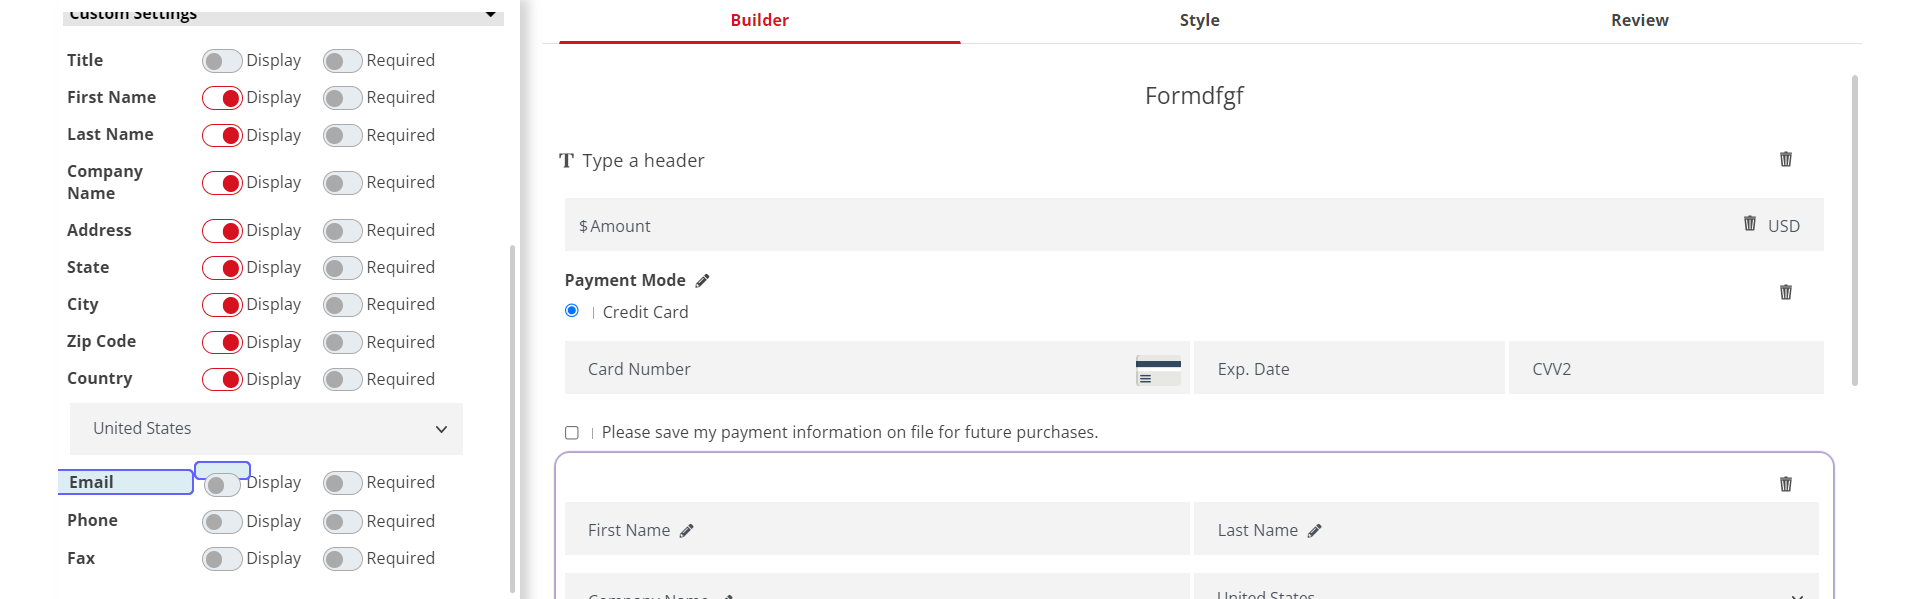 Custom Settings
Title Display Required
First Name Display Required
Last Name Display Required
Company Name Display Required
Address Display Required
State Display Required
City Display Required
Zip Code Display Required
Country Display Required
United States
Email Display Required
Phone Display Required
Fax Display Required
Builder Style Review
Formdfgf
T Type a header
$ Amount USD
Payment Mode
Credit Card
Card Number Exp. Date CVV2
Please save my payment information on file for future purchases.
First Name Last Name
Company Name United States